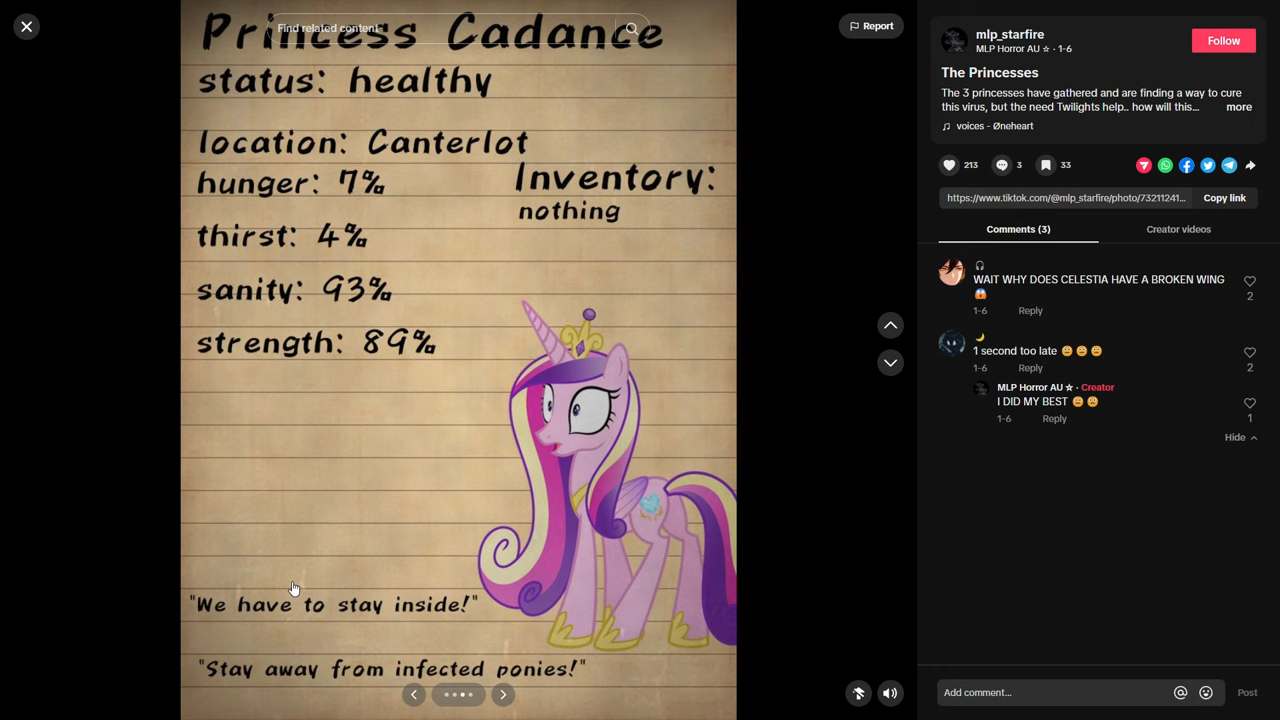 Princess Cadance
Find related content
status: healthy
location: Canterlot
hunger: 7%
thirst: 4%
sanity: 93%
strength: 89%
Inventory:
nothing
"We have to stay inside!"
"Stay away from infected ponies!"
Report
mlp_starfire
MLP Horror AU ☆ · 1-6
Follow
The Princesses
The 3 princesses have gathered and are finding a way to cure
this virus, but the need Twilights help.. how will this...
more
♫ voices - Øneheart
213
3
33
https://www.tiktok.com/@mlp_starfire/photo/73211241...
Copy link
Comments (3)
Creator videos
🎧
WAIT WHY DOES CELESTIA HAVE A BROKEN WING
😱
2
1-6 Reply
🌙
1 second too late 😩😩😩
2
1-6 Reply
MLP Horror AU ☆ · Creator
I DID MY BEST 😩😩
1
1-6 Reply
Hide
Add comment...
@
Post